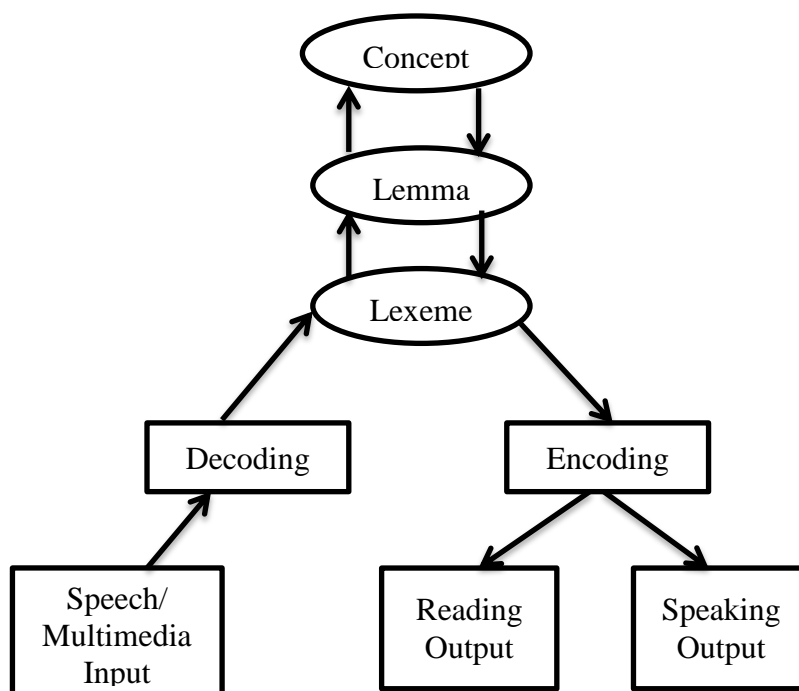 Concept
Lemma
Lexeme
Decoding
Encoding
Speech/
Multimedia
Input
Reading
Output
Speaking
Output